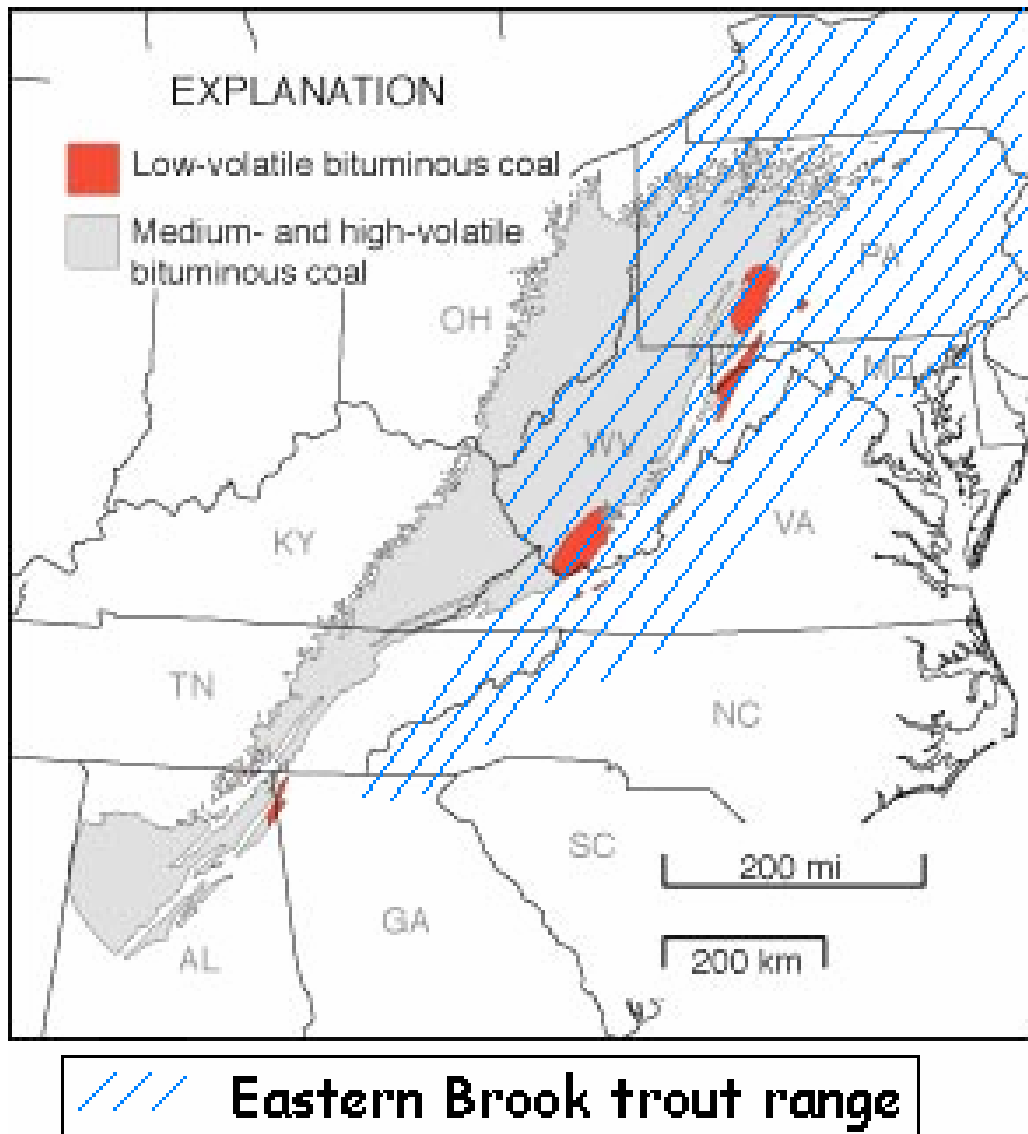 EXPLANATION
Low-volatile bituminous coal
Medium- and high-volatile
bituminous coal
OH
PA
MD
WV
VA
KY
TN
NC
SC
200 mi
GA
AL
200 km
Eastern Brook trout range